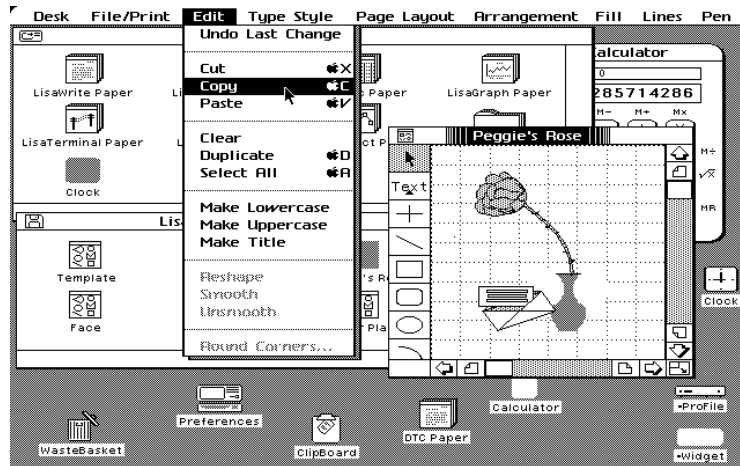 Desk File/Print Edit Type Style Page Layout Arrangement Fill Lines Pen
Undo Last Change
Cut X
Copy C
Paste V
Clear
Duplicate D
Select All A
Make Lowercase
Make Uppercase
Make Title
Reshape
Smooth
Unsmooth
Round Corners...
LisaWrite Paper
Paper
LisaGraph Paper
LisaTerminal Paper
Clock
Calculator
0
285714286
M- M+ Mx
M÷
√x
MR
Peggie's Rose
Text
Lis
Template
Face
Clock
WasteBasket
Preferences
ClipBoard
DTC Paper
Calculator
-ProFile
-Widget